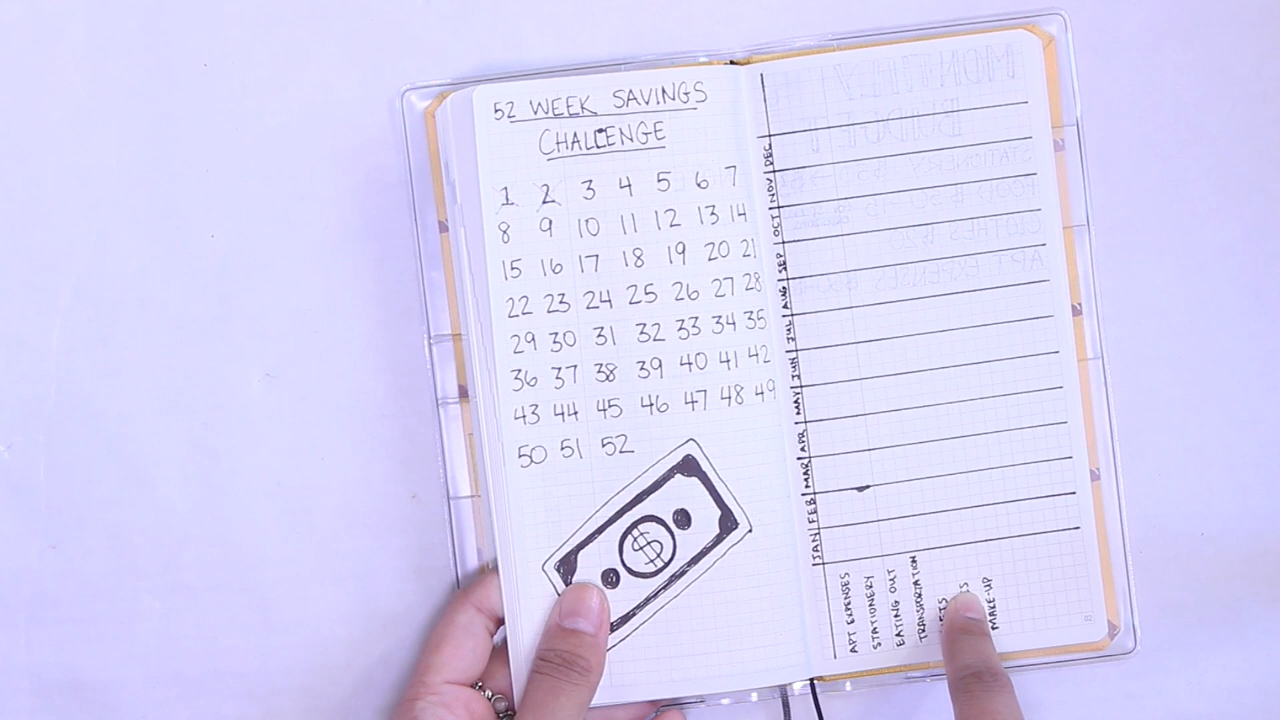 52 WEEK SAVINGS
CHALLENGE
1 2 3 4 5 6 7
8 9 10 11 12 13 14
15 16 17 18 19 20 21
22 23 24 25 26 27 28
29 30 31 32 33 34 35
36 37 38 39 40 41 42
43 44 45 46 47 48 49
50 51 52
$
JAN FEB MAR APR MAY JUN JUL AUG SEP OCT NOV DEC
APT EXPENSES
STATIONERY
EATING OUT
TRANSPORTATION
MAKE-UP